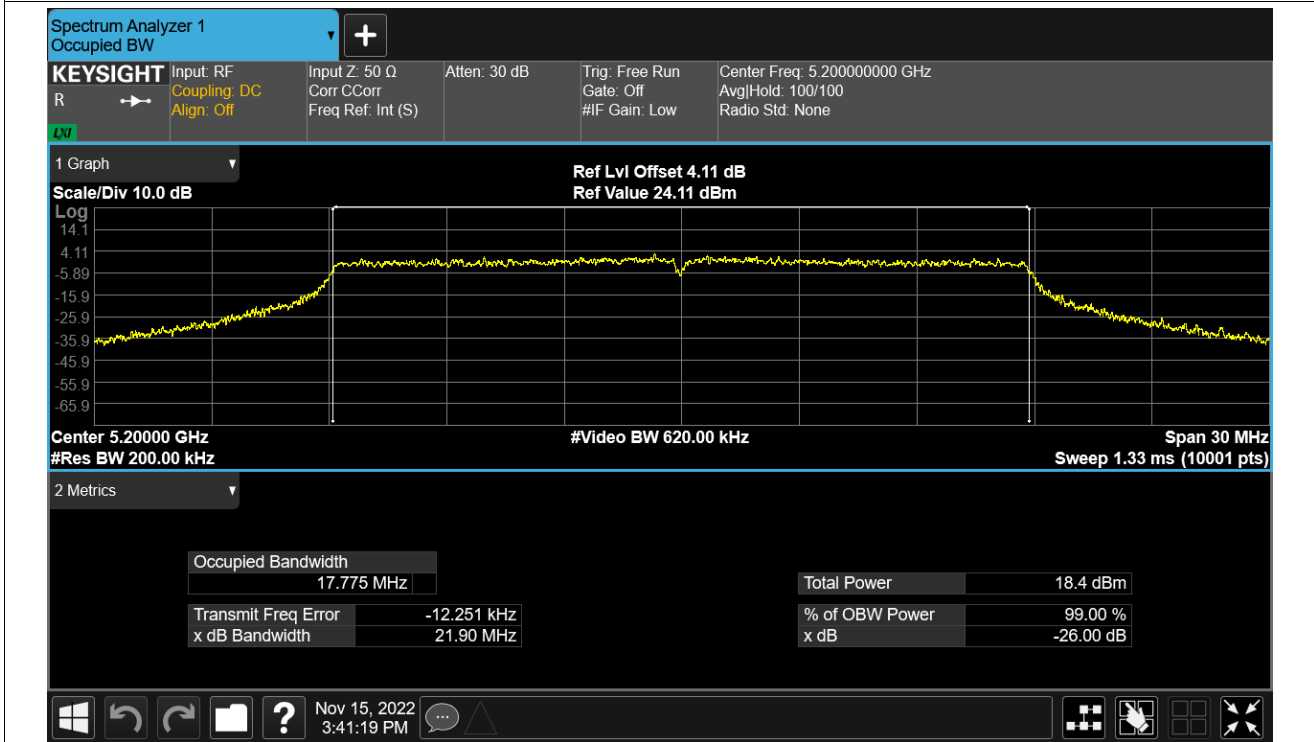 Spectrum Analyzer 1
Occupied BW
+
KEYSIGHT
R
LXI
Input: RF
Coupling: DC
Align: Off
Input Z: 50 Ω
Corr CCorr
Freq Ref: Int (S)
Atten: 30 dB
Trig: Free Run
Gate: Off
#IF Gain: Low
Center Freq: 5.200000000 GHz
Avg|Hold: 100/100
Radio Std: None
1 Graph
Scale/Div 10.0 dB
Ref Lvl Offset 4.11 dB
Ref Value 24.11 dBm
Log
14.1
4.11
-5.89
-15.9
-25.9
-35.9
-45.9
-55.9
-65.9
Center 5.20000 GHz
#Res BW 200.00 kHz
#Video BW 620.00 kHz
Span 30 MHz
Sweep 1.33 ms (10001 pts)
2 Metrics
Occupied Bandwidth
17.775 MHz
Transmit Freq Error -12.251 kHz
x dB Bandwidth 21.90 MHz
Total Power 18.4 dBm
% of OBW Power 99.00 %
x dB -26.00 dB
?
Nov 15, 2022
3:41:19 PM